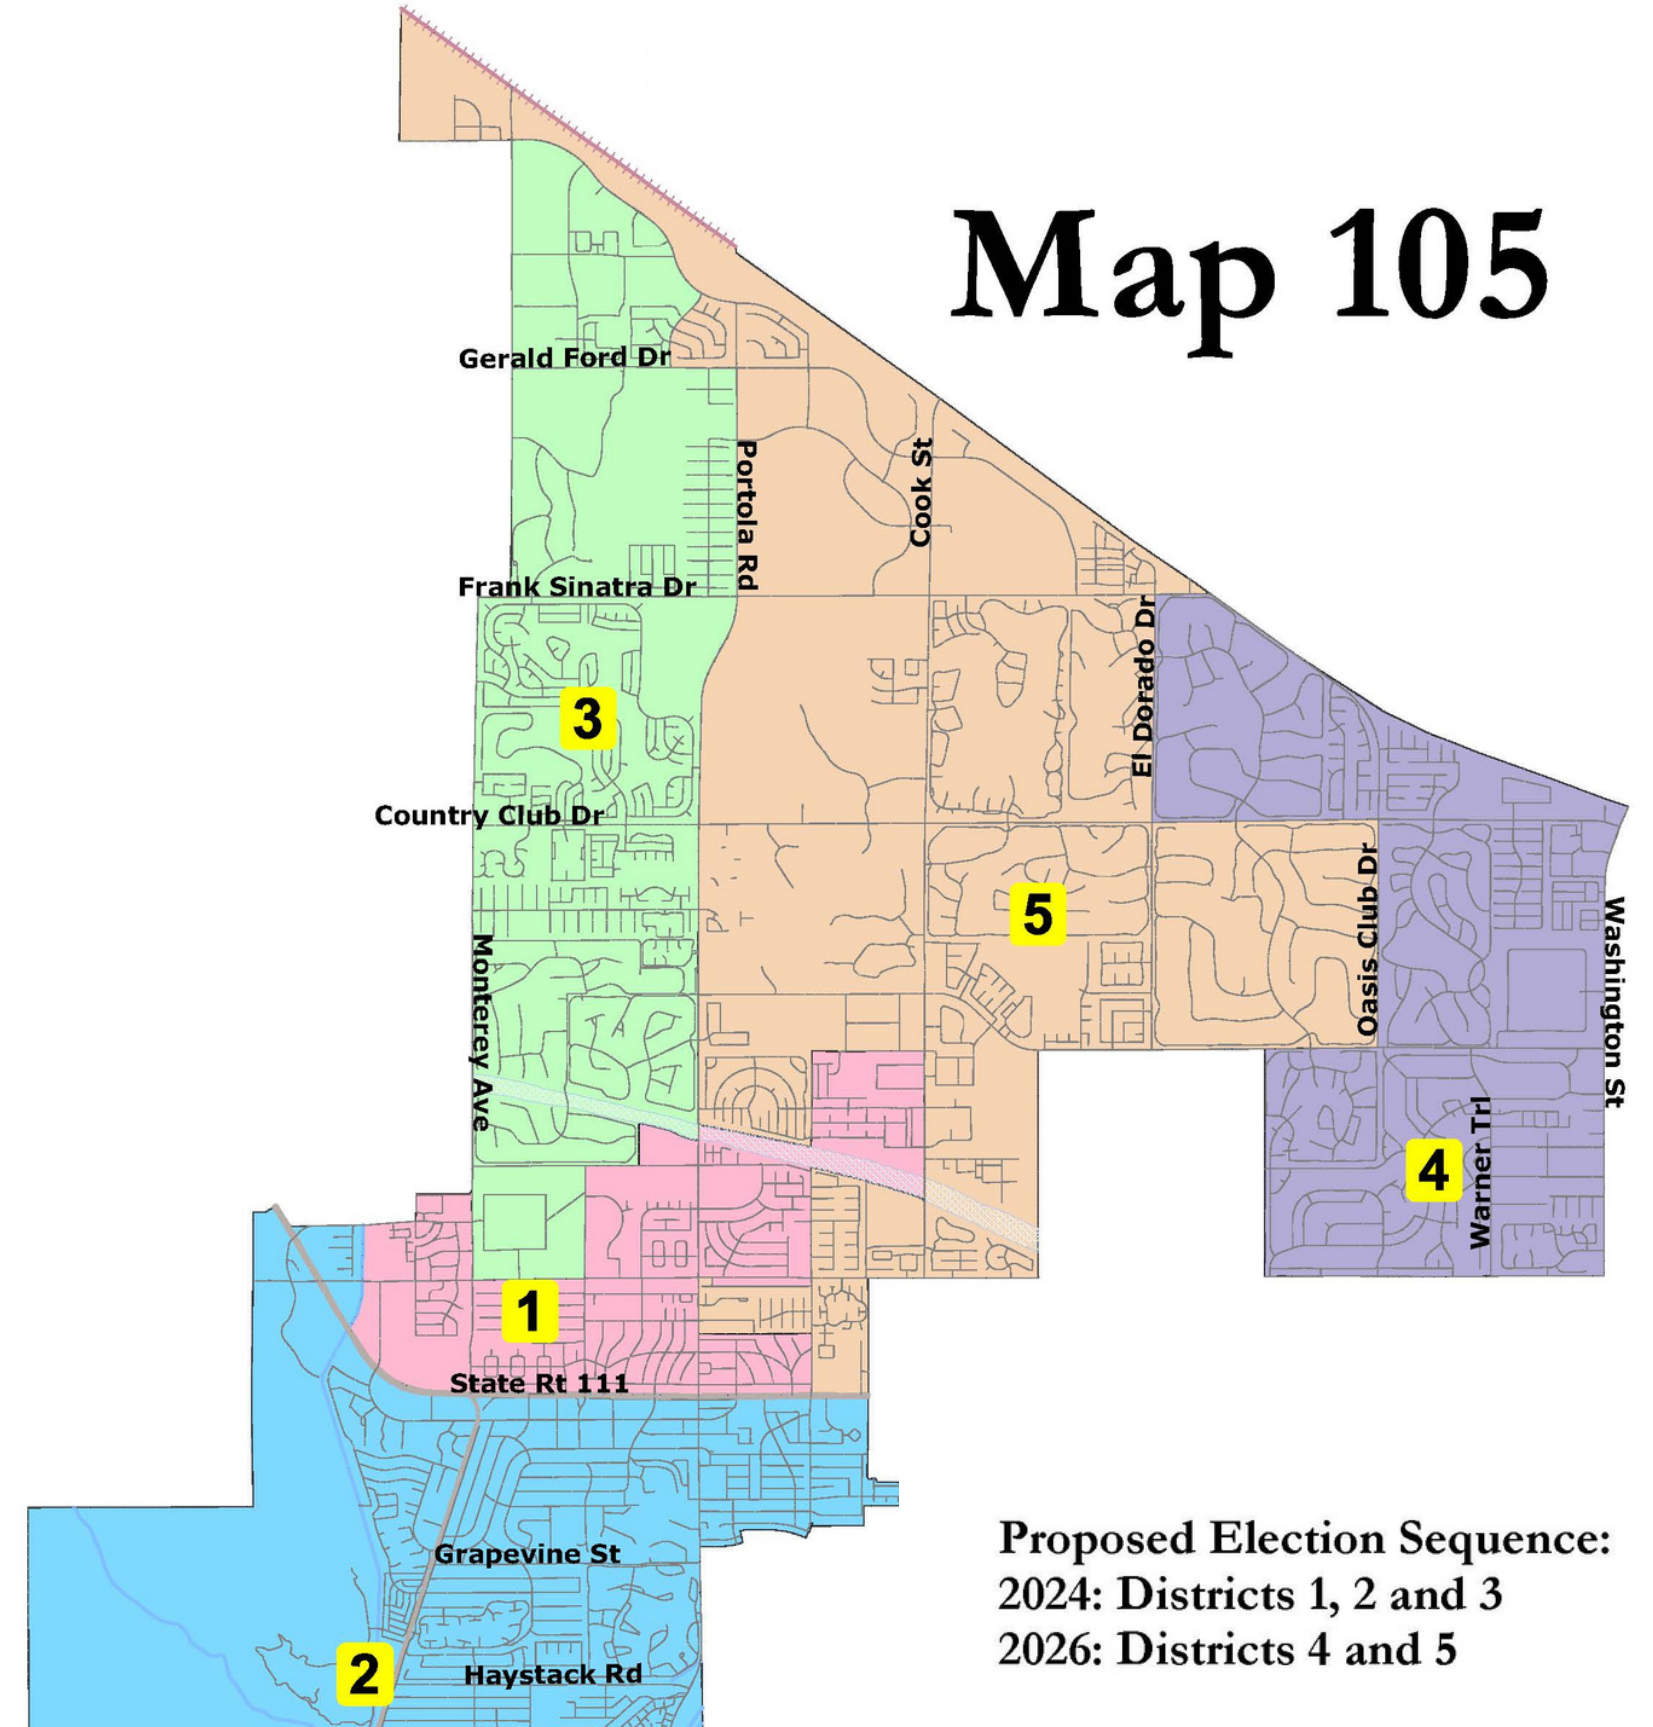 Map 105
Gerald Ford Dr
Portola Rd
Cook St
Frank Sinatra Dr
El Dorado Dr
3
Country Club Dr
5
Oasis Club Dr
Washington St
Monterey Ave
Warner Trl
4
1
State Rt 111
Grapevine St
2
Haystack Rd
Proposed Election Sequence:
2024: Districts 1, 2 and 3
2026: Districts 4 and 5